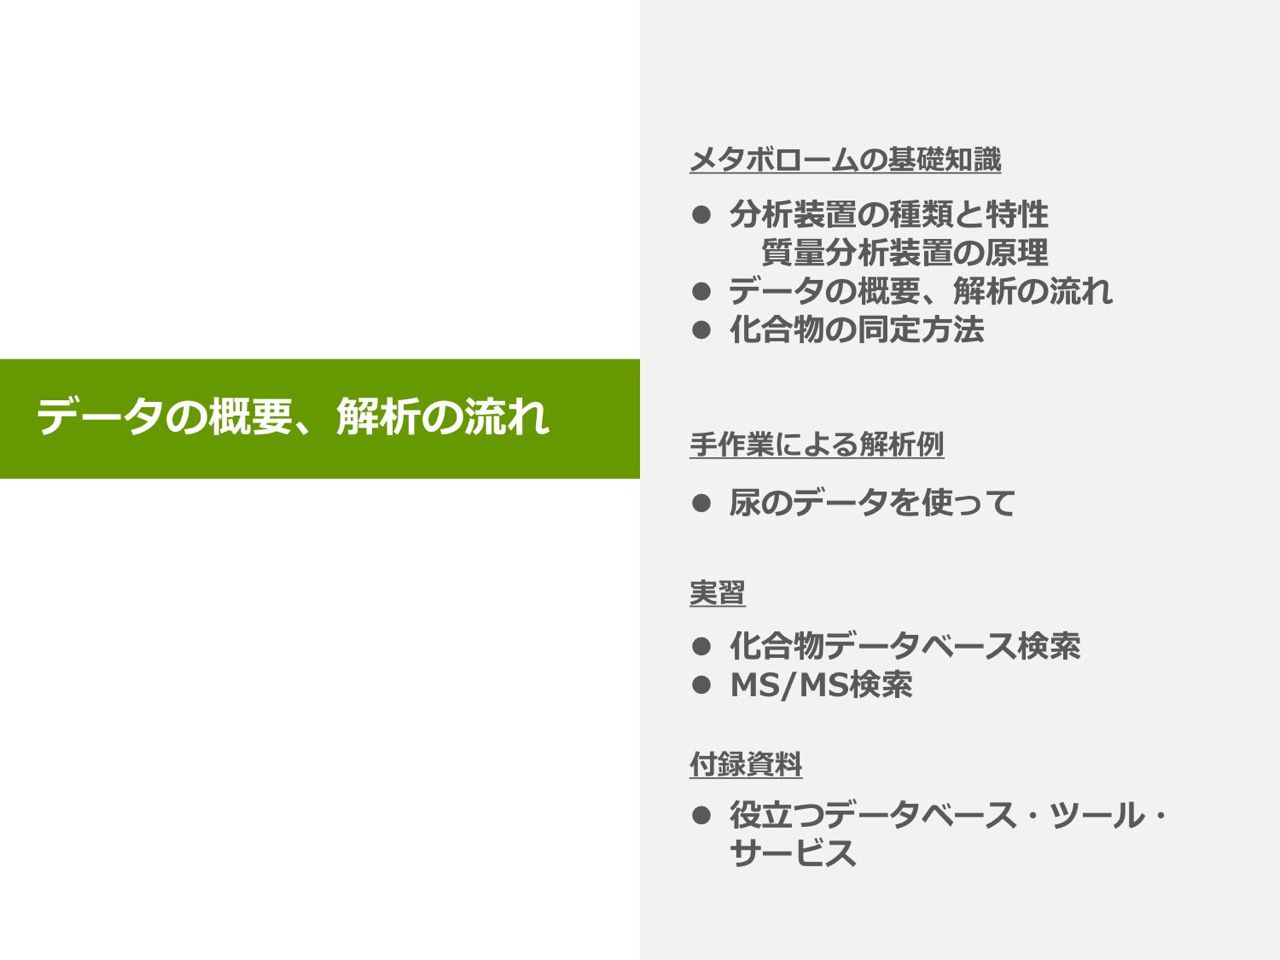 データの概要、解析の流れ
メタボロームの基礎知識
● 分析装置の種類と特性
質量分析装置の原理
● データの概要、解析の流れ
● 化合物の同定方法
手作業による解析例
● 尿のデータを使って
実習
● 化合物データベース検索
● MS/MS検索
付録資料
● 役立つデータベース・ツール・
サービス